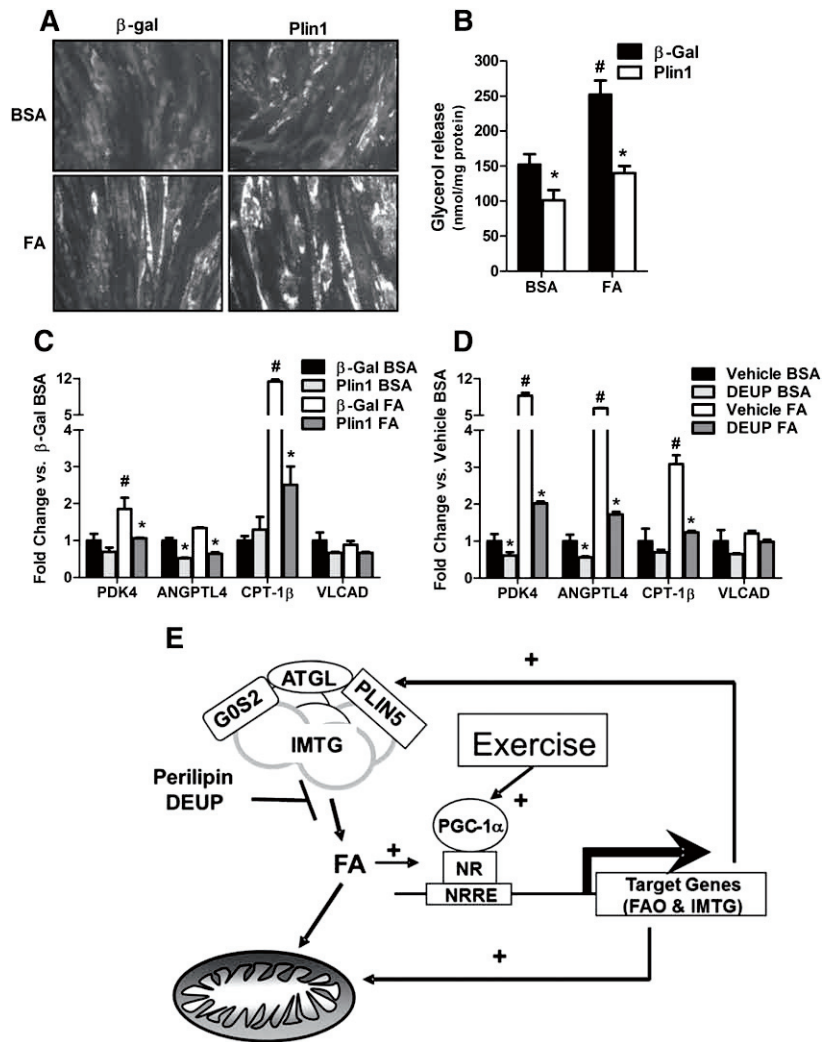 A
β-gal
Plin1
BSA
FA
B
β-Gal
Plin1
Glycerol release
(nmol/mg protein)
300
250
200
150
100
50
0
#
*
#
*
BSA
FA
C
β-Gal BSA
Plin1 BSA
β-Gal FA
Plin1 FA
Fold Change vs. β-Gal BSA
12
5
4
3
2
1
0
#
*
*
*
#
*
PDK4
ANGPTL4
CPT-1β
VLCAD
D
Vehicle BSA
DEUP BSA
Vehicle FA
DEUP FA
Fold Change vs. Vehicle BSA
12
5
4
3
2
1
0
*
#
*
*
#
*
#
*
PDK4
ANGPTL4
CPT-1β
VLCAD
E
G0S2
ATGL
PLIN5
IMTG
+
Exercise
Perilipin
DEUP
+
PGC-1α
FA
+
NR
NRRE
Target Genes
(FAO & IMTG)
+